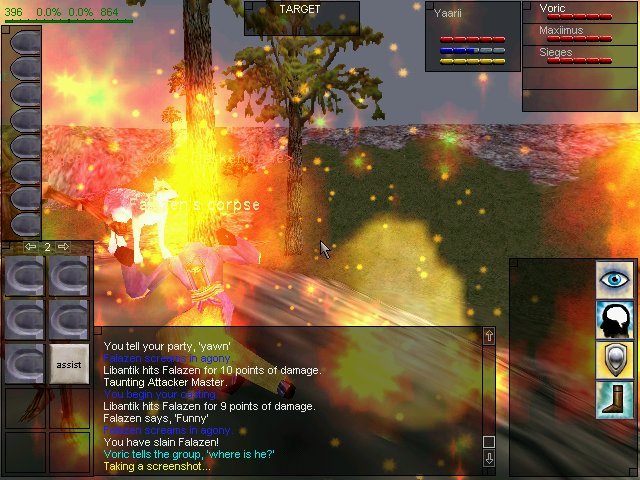 396 0.0% 0.0% 864
TARGET
Yaarii
Voric
Maxiimus
Sieges
Falazen's corpse
2
assist
You tell your party, 'yawn'
Falazen screams in agony.
Libantik hits Falazen for 10 points of damage.
Taunting Attacker Master.
You begin your casting.
Libantik hits Falazen for 9 points of damage.
Falazen says, 'Funny'
Falazen screams in agony.
You have slain Falazen!
Voric tells the group, 'where is he?'
Taking a screenshot...